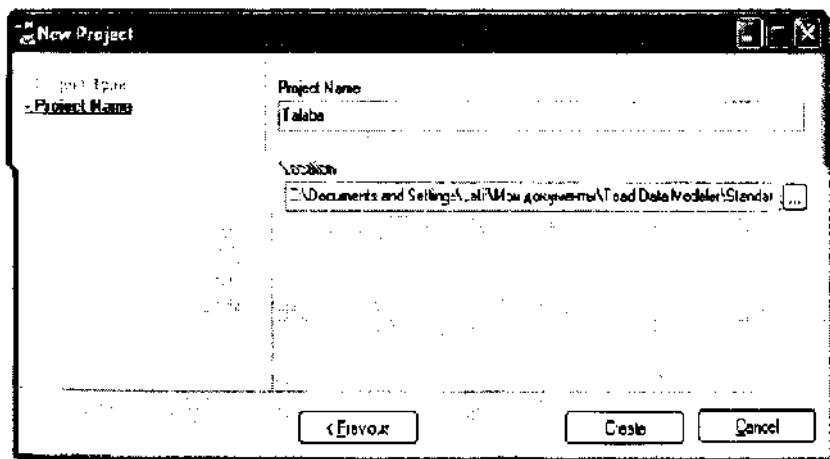 New Project
Project Name
Project Name
Talaba
Location
:\Documents and Settings\ \Мои документы\Toad Data Modeler\Standar
...
< Previous
Create
Cancel